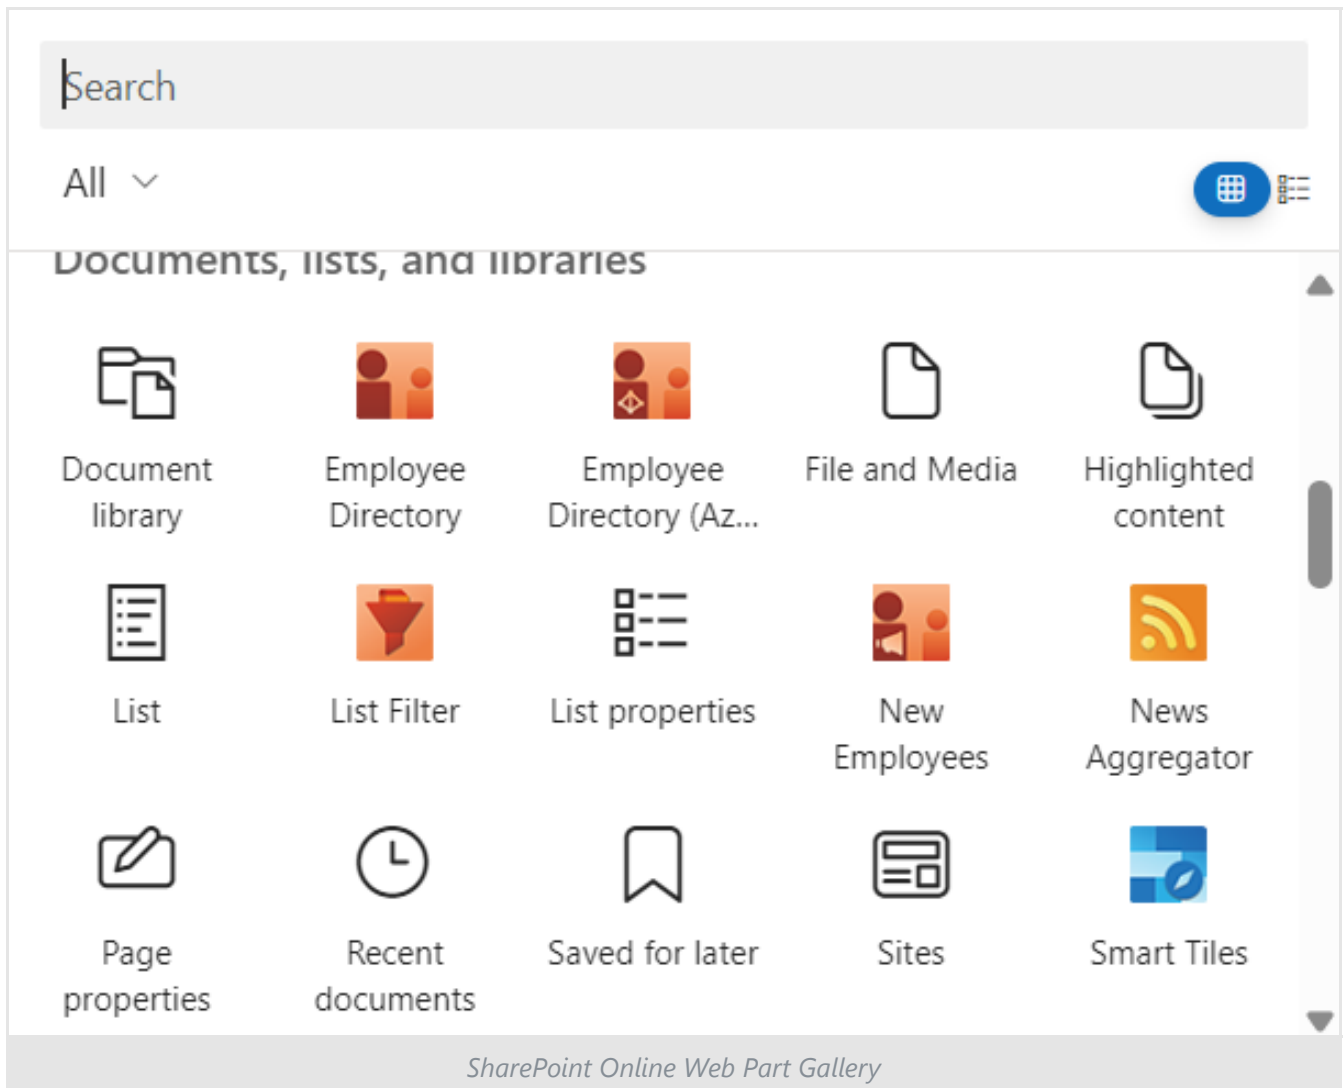 Search
All
Documents, lists, and libraries
Document
library
Employee
Directory
Employee
Directory (Az...
File and Media
Highlighted
content
List
List Filter
List properties
New
Employees
News
Aggregator
Page
properties
Recent
documents
Saved for later
Sites
Smart Tiles
SharePoint Online Web Part Gallery